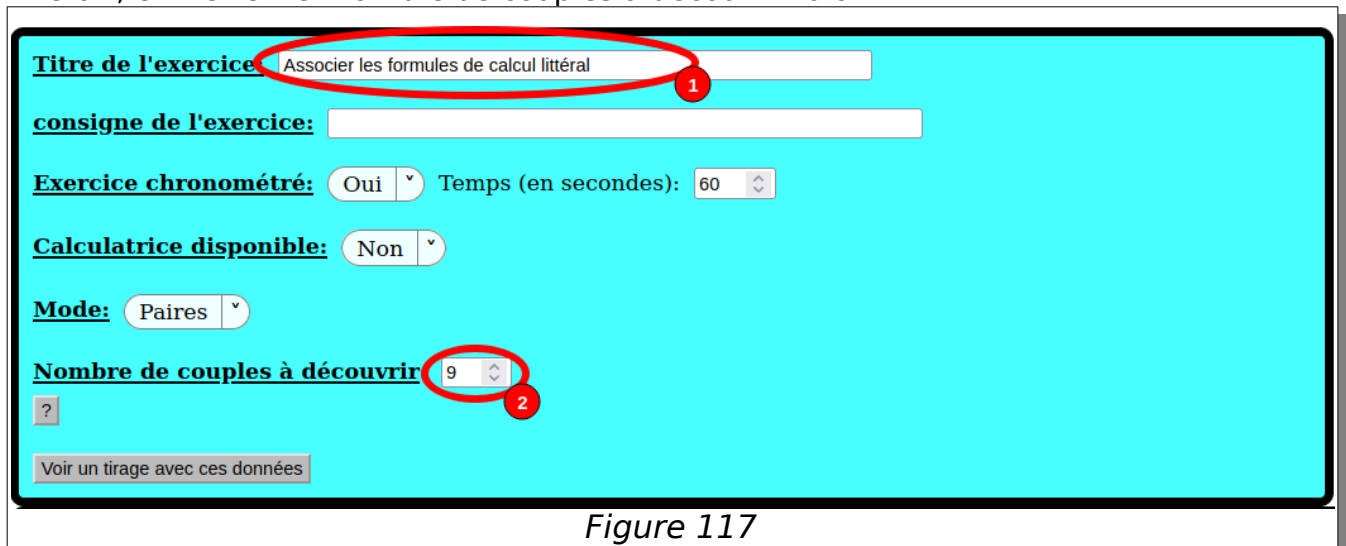 Titre de l'exercice: Associer les formules de calcul littéral
1
consigne de l'exercice:
Exercice chronométré: Oui Temps (en secondes): 60
Calculatrice disponible: Non
Mode: Paires
Nombre de couples à découvrir 9
2
?
Voir un tirage avec ces données
Figure 117